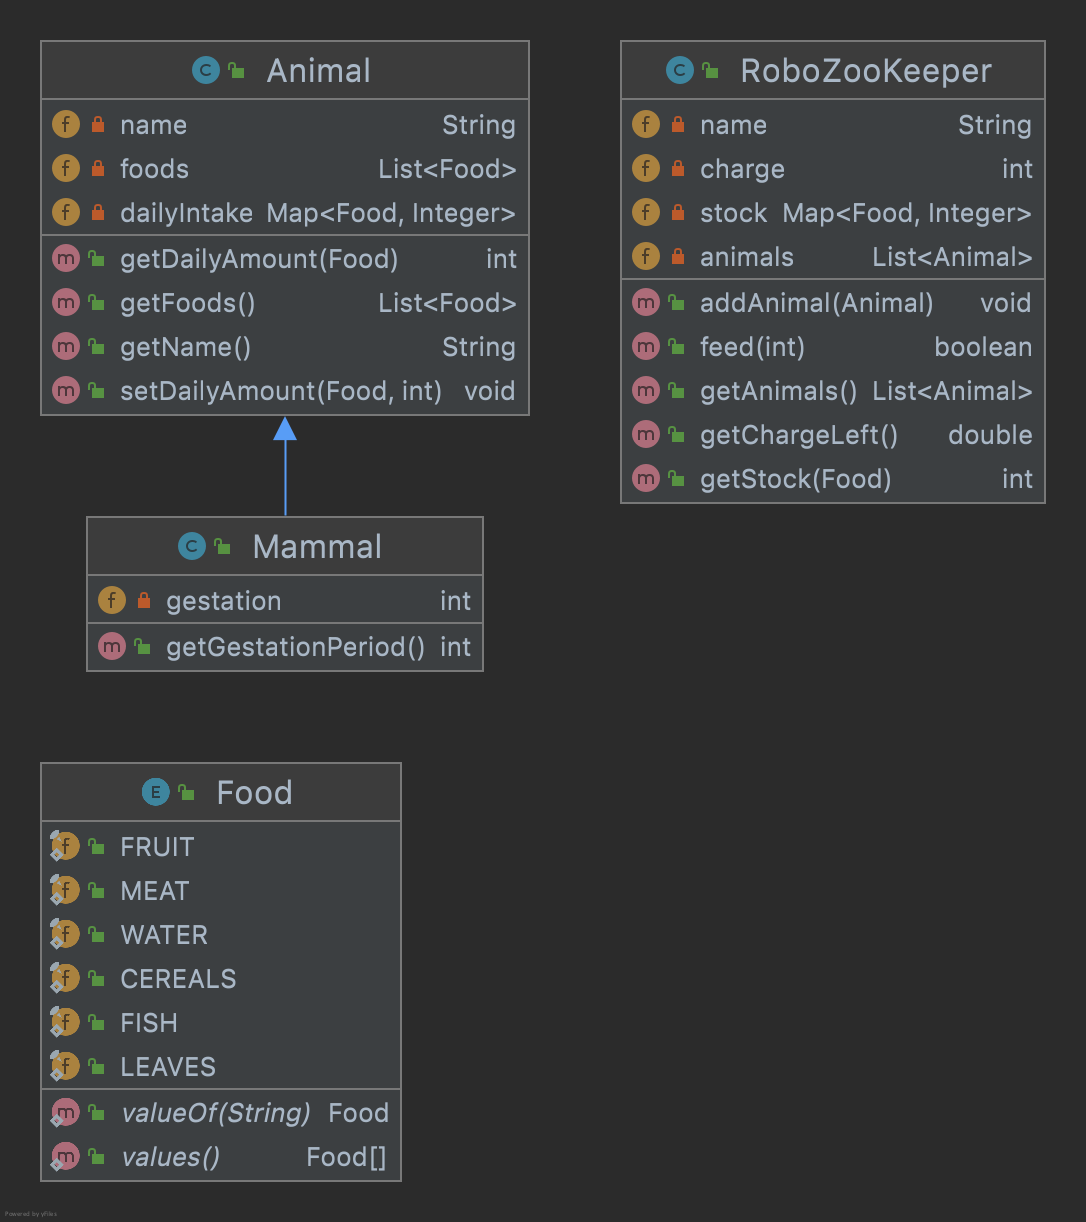 C Animal
f name String
f foods List<Food>
f dailyIntake Map<Food, Integer>
m getDailyAmount(Food) int
m getFoods() List<Food>
m getName() String
m setDailyAmount(Food, int) void
C RoboZooKeeper
f name String
f charge int
f stock Map<Food, Integer>
f animals List<Animal>
m addAnimal(Animal) void
m feed(int) boolean
m getAnimals() List<Animal>
m getChargeLeft() double
m getStock(Food) int
C Mammal
f gestation int
m getGestationPeriod() int
E Food
f FRUIT
f MEAT
f WATER
f CEREALS
f FISH
f LEAVES
m valueOf(String) Food
m values() Food[]
Powered by yFiles